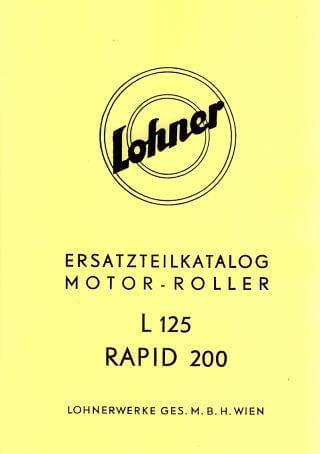 Lohner
ERSATZTEILKATALOG
MOTOR-ROLLER
L 125
RAPID 200
LOHNERWERKE GES. M. B. H. WIEN